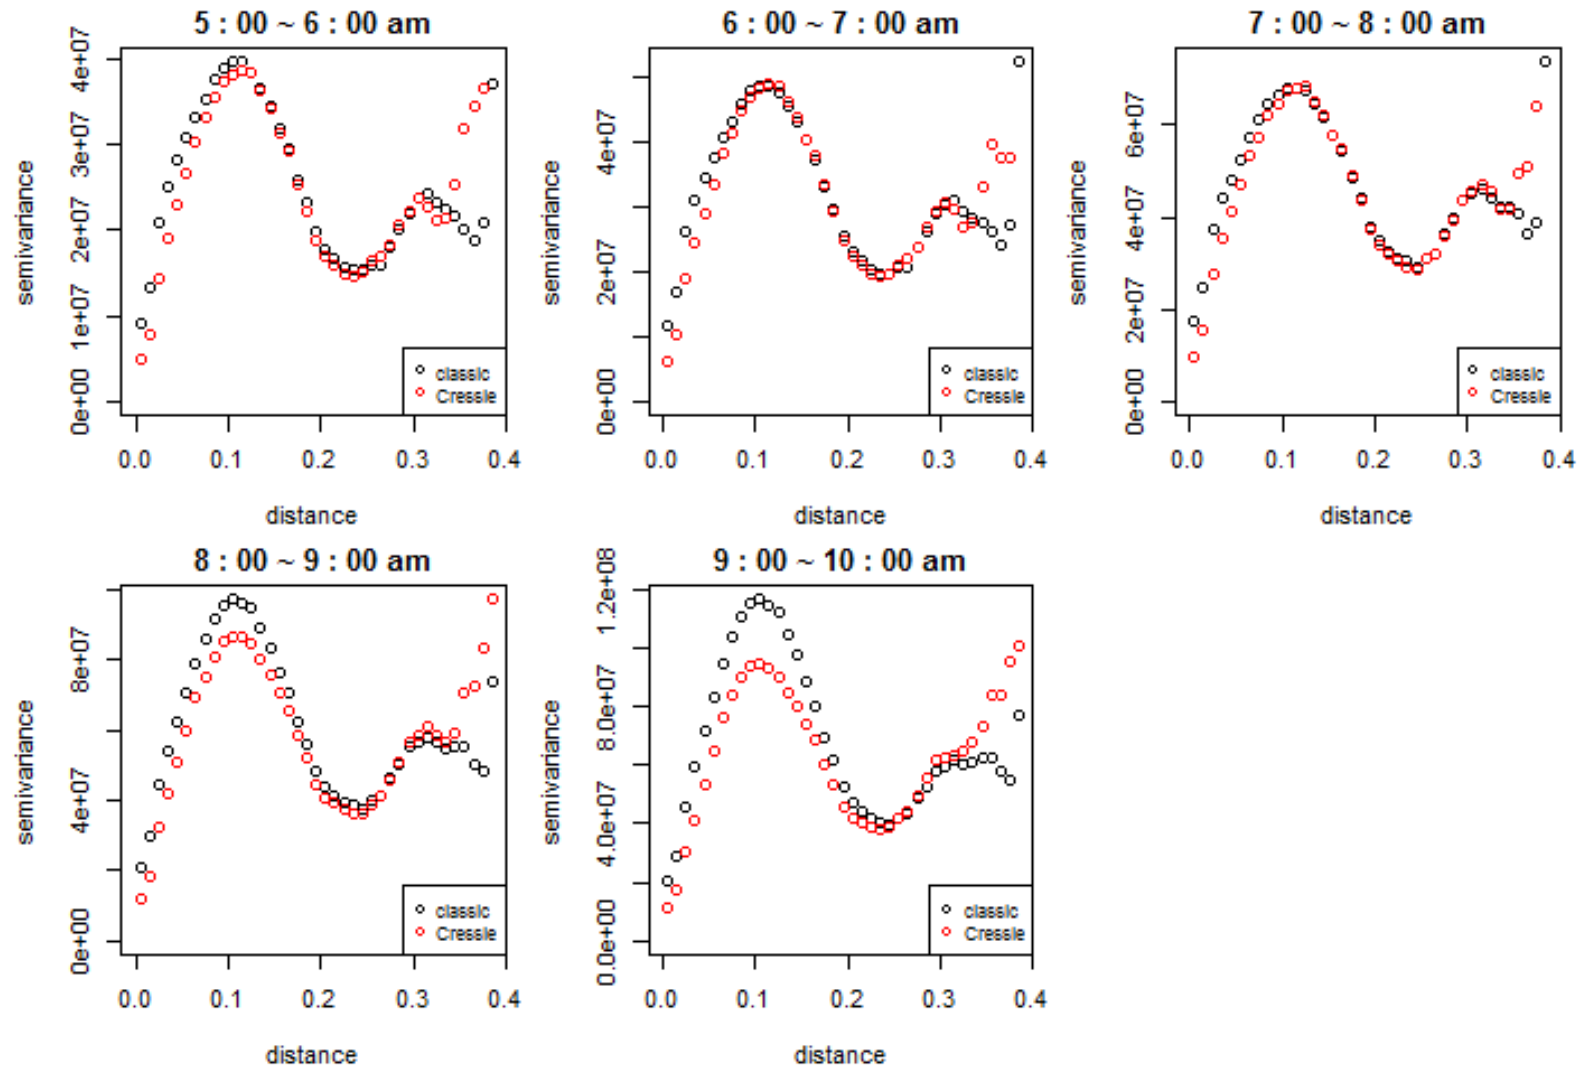 5 : 00 ~ 6 : 00 am
semivariance
0e+00 1e+07 2e+07 3e+07 4e+07
classic
Cressie
0.0 0.1 0.2 0.3 0.4
distance
6 : 00 ~ 7 : 00 am
semivariance
0e+00 2e+07 4e+07
classic
Cressie
0.0 0.1 0.2 0.3 0.4
distance
7 : 00 ~ 8 : 00 am
semivariance
0e+00 2e+07 4e+07 6e+07
classic
Cressie
0.0 0.1 0.2 0.3 0.4
distance
8 : 00 ~ 9 : 00 am
semivariance
0e+00 4e+07 8e+07
classic
Cressie
0.0 0.1 0.2 0.3 0.4
distance
9 : 00 ~ 10 : 00 am
semivariance
0.0e+00 4.0e+07 8.0e+07 1.2e+08
classic
Cressie
0.0 0.1 0.2 0.3 0.4
distance